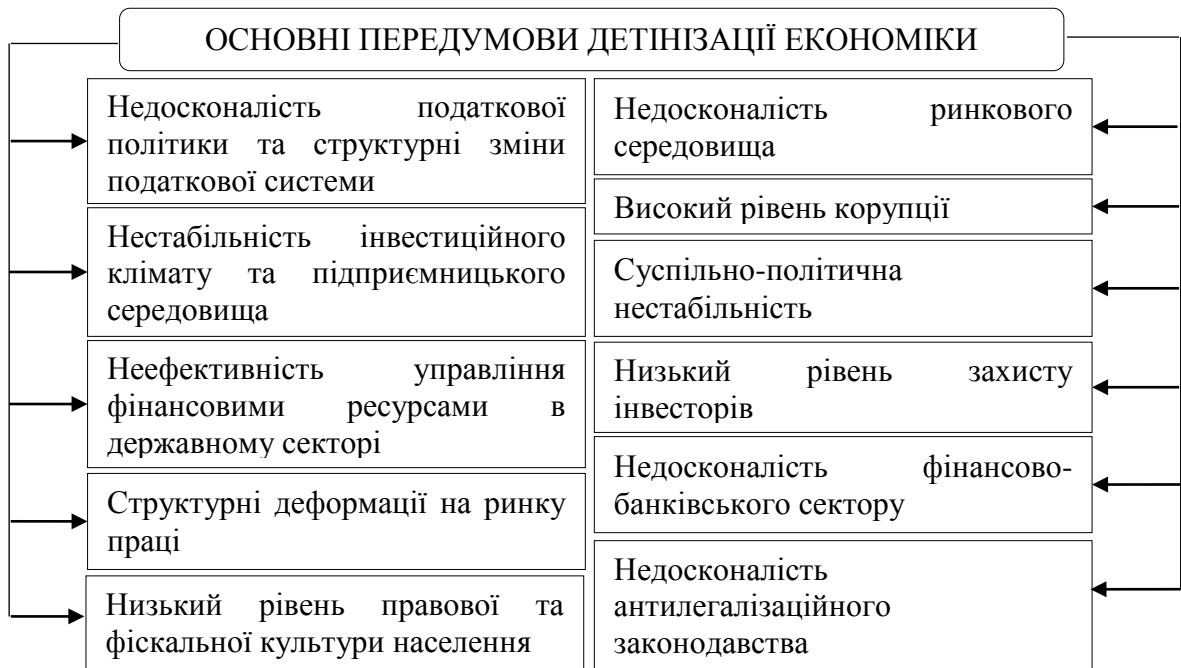 ОСНОВНІ ПЕРЕДУМОВИ ДЕТІНІЗАЦІЇ ЕКОНОМІКИ
Недосконалість податкової
політики та структурні зміни
податкової системи
Нестабільність інвестиційного
клімату та підприємницького
середовища
Неефективність управління
фінансовими ресурсами в
державному секторі
Структурні деформації на ринку
праці
Низький рівень правової та
фіскальної культури населення
Недосконалість ринкового
середовища
Високий рівень корупції
Суспільно-політична
нестабільність
Низький рівень захисту
інвесторів
Недосконалість фінансово-
банківського сектору
Недосконалість
антилегалізаційного
законодавства